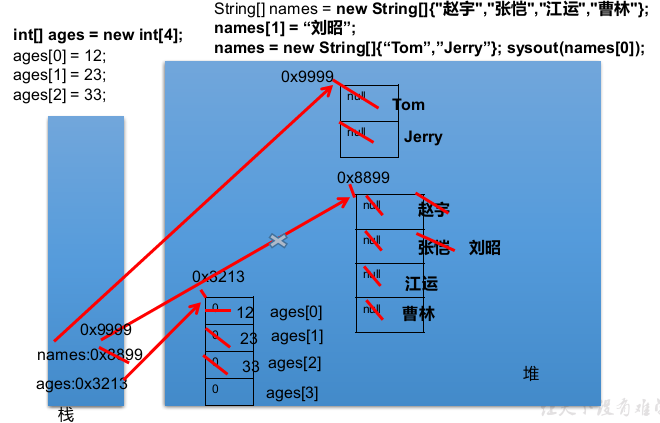 String[] names = new String[]{"赵宇","张恺","江运","曹林"};
names[1] = “刘昭”;
names = new String[]{“Tom”,”Jerry”}; sysout(names[0]);
int[] ages = new int[4];
ages[0] = 12;
ages[1] = 23;
ages[2] = 33;
0x9999
null
Tom
null
Jerry
0x8899
null
赵宇
null
张恺
刘昭
null
江运
null
曹林
0x3213
0
12
ages[0]
0
23
ages[1]
0
33
ages[2]
0
ages[3]
0x9999
names:0x8899
ages:0x3213
栈
堆